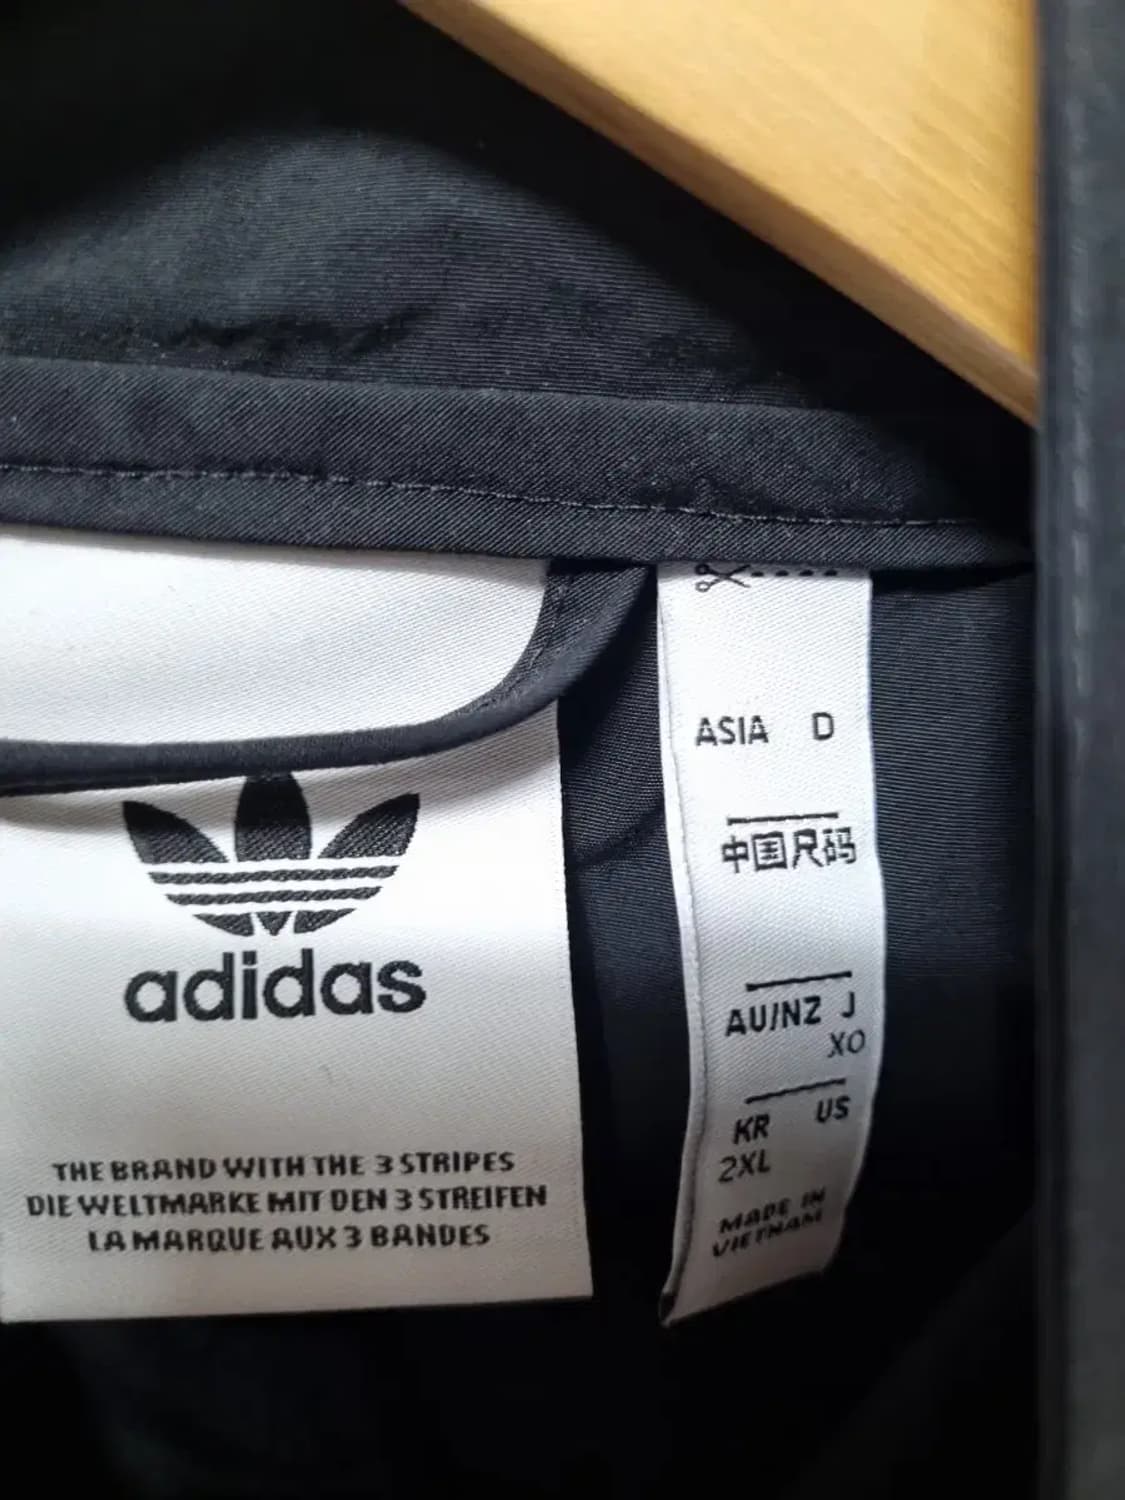 adidas
THE BRAND WITH THE 3 STRIPES
DIE WELTMARKE MIT DEN 3 STREIFEN
LA MARQUE AUX 3 BANDES
ASIA D
中国尺码
AU/NZ J
XO
KR US
2XL
MADE IN
VIETNAM